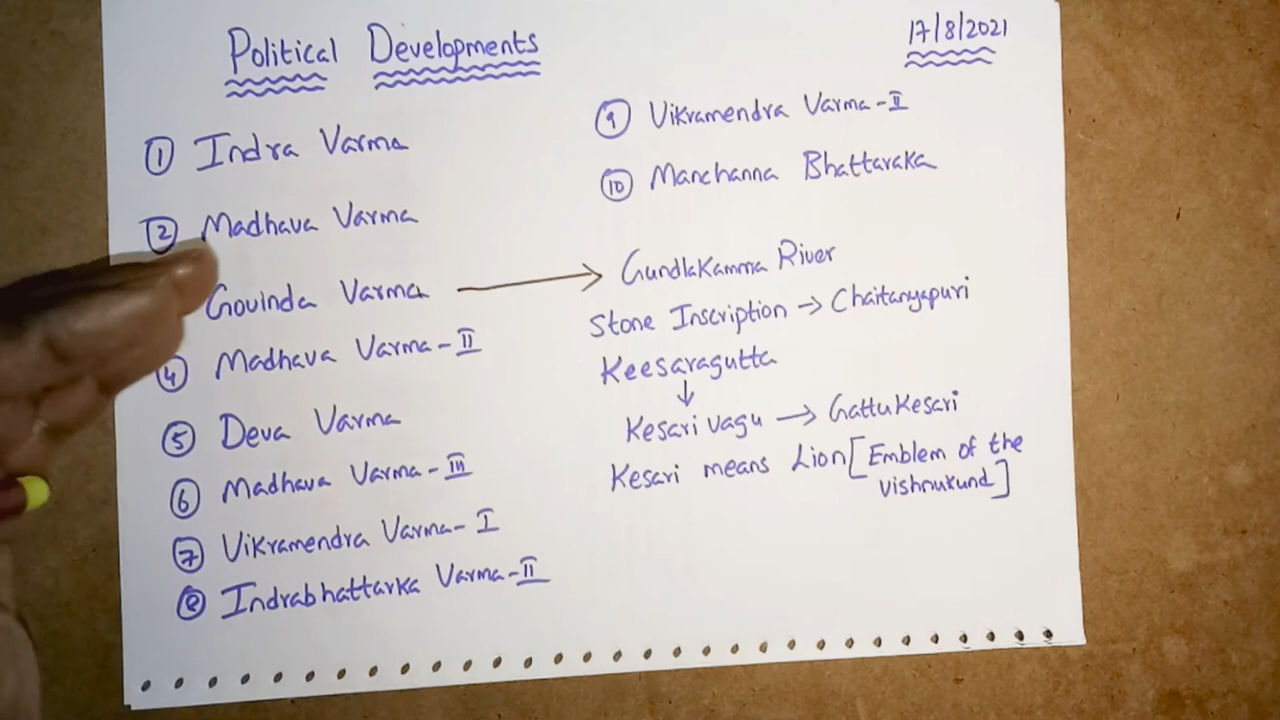 Political Developments
17/8/2021
① Indra Varma
② Madhava Varma
Govinda Varma → Gundlakamma River
④ Madhava Varma - II
⑤ Deva Varma
⑥ Madhava Varma - III
⑦ Vikramendra Varma - I
⑧ Indrabhattarka Varma - II
⑨ Vikramendra Varma - II
⑩ Manchanna Bhattaraka
Stone Inscription → Chaitanyapuri
Keesaragutta
↓
Kesari vagu → Gattu Kesari
Kesari means Lion [Emblem of the
vishnukund]